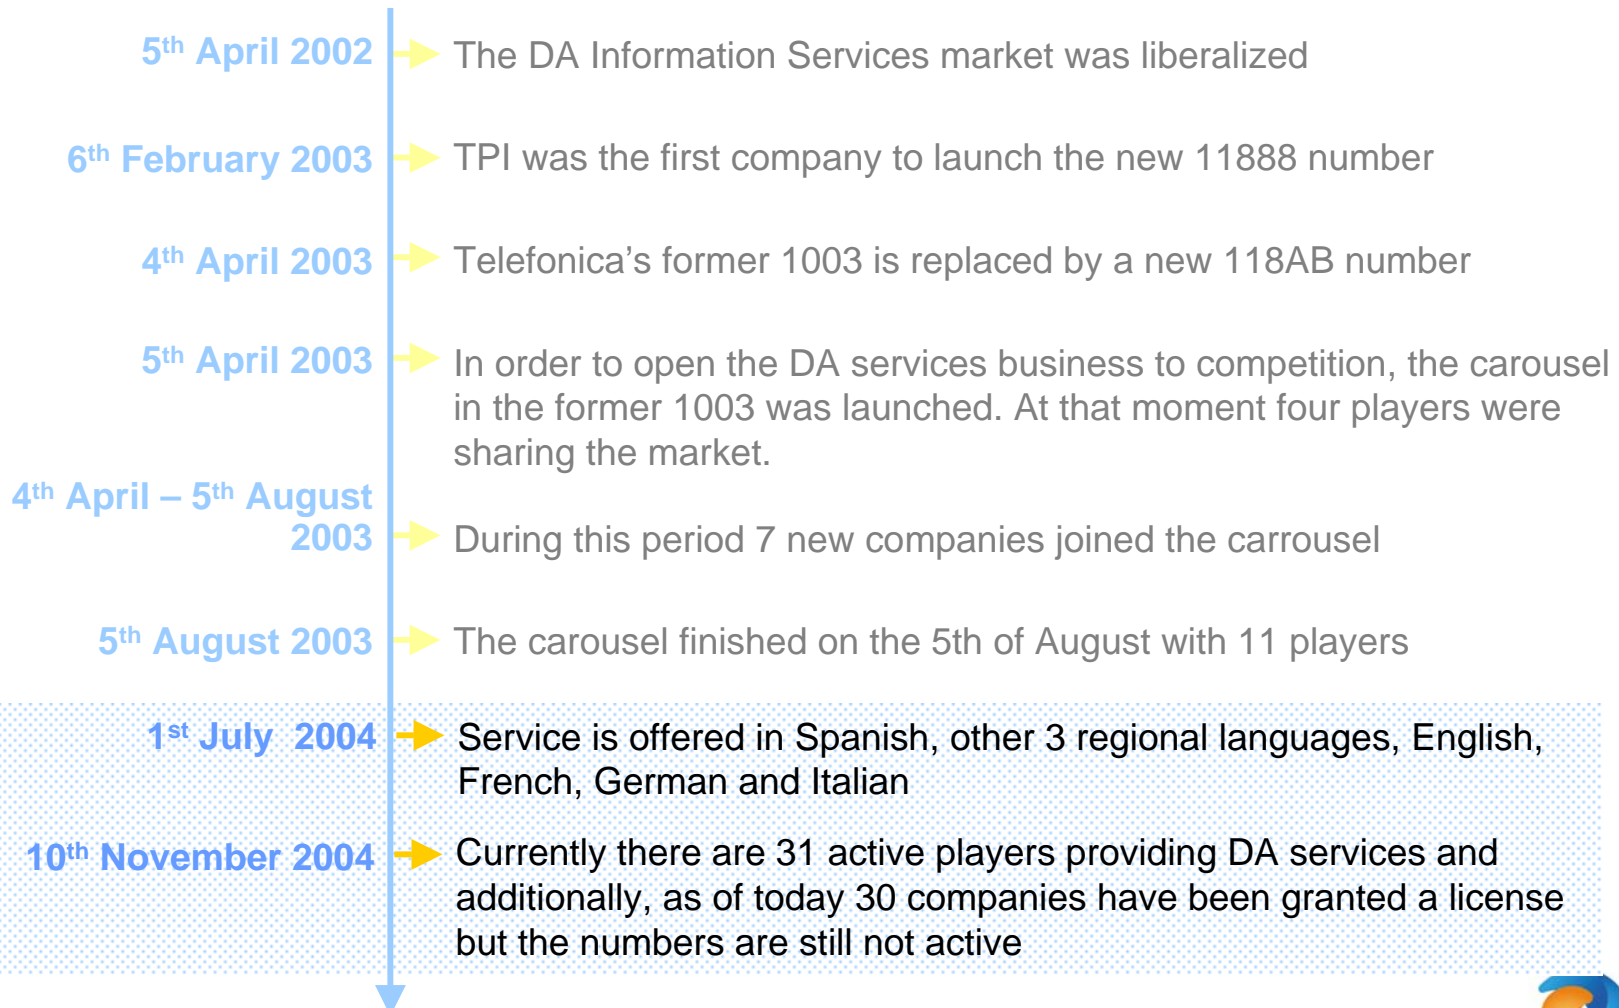 5th April 2002
The DA Information Services market was liberalized
6th February 2003
TPI was the first company to launch the new 11888 number
4th April 2003
Telefonica’s former 1003 is replaced by a new 118AB number
5th April 2003
In order to open the DA services business to competition, the carousel
in the former 1003 was launched. At that moment four players were
sharing the market.
4th April – 5th August
2003
During this period 7 new companies joined the carrousel
5th August 2003
The carousel finished on the 5th of August with 11 players
1st July 2004
Service is offered in Spanish, other 3 regional languages, English,
French, German and Italian
10th November 2004
Currently there are 31 active players providing DA services and
additionally, as of today 30 companies have been granted a license
but the numbers are still not active